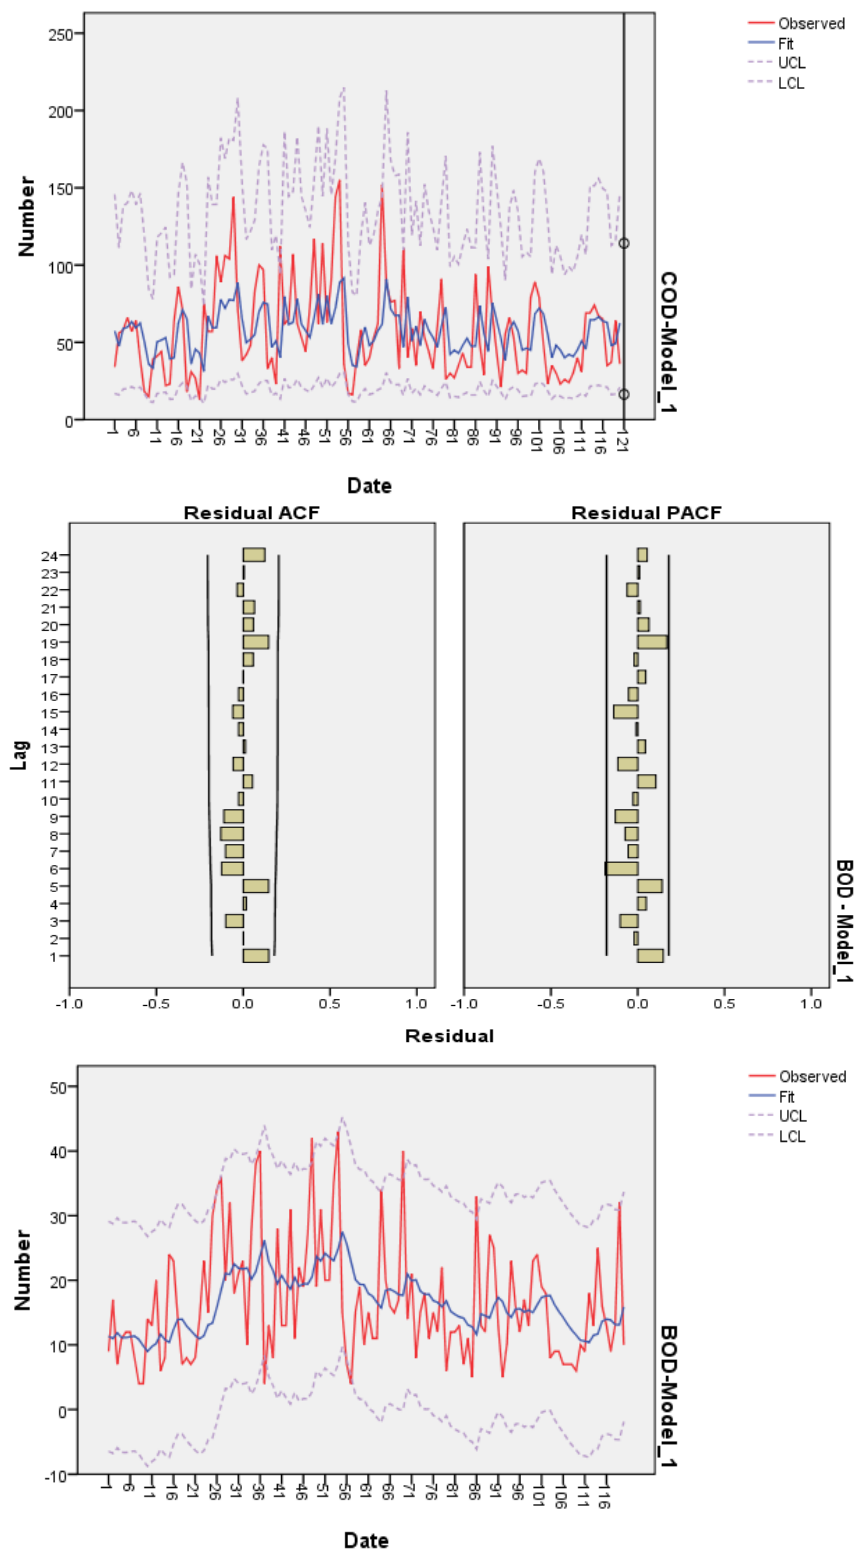 Observed
Fit
UCL
LCL
250
200
150
100
50
0
Number
COD-Model_1
1 6 11 16 21 26 31 36 41 46 51 56 61 66 71 76 81 86 91 96 101 106 111 116 121
Date
Residual ACF
Residual PACF
24
23
22
21
20
19
18
17
16
15
14
13
12
11
10
9
8
7
6
5
4
3
2
1
Lag
BOD - Model_1
-1.0 -0.5 0.0 0.5 1.0
-1.0 -0.5 0.0 0.5 1.0
Residual
Observed
Fit
UCL
LCL
50
40
30
20
10
0
-10
Number
BOD-Model_1
1 6 11 16 21 26 31 36 41 46 51 56 61 66 71 76 81 86 91 96 101 106 111 116
Date